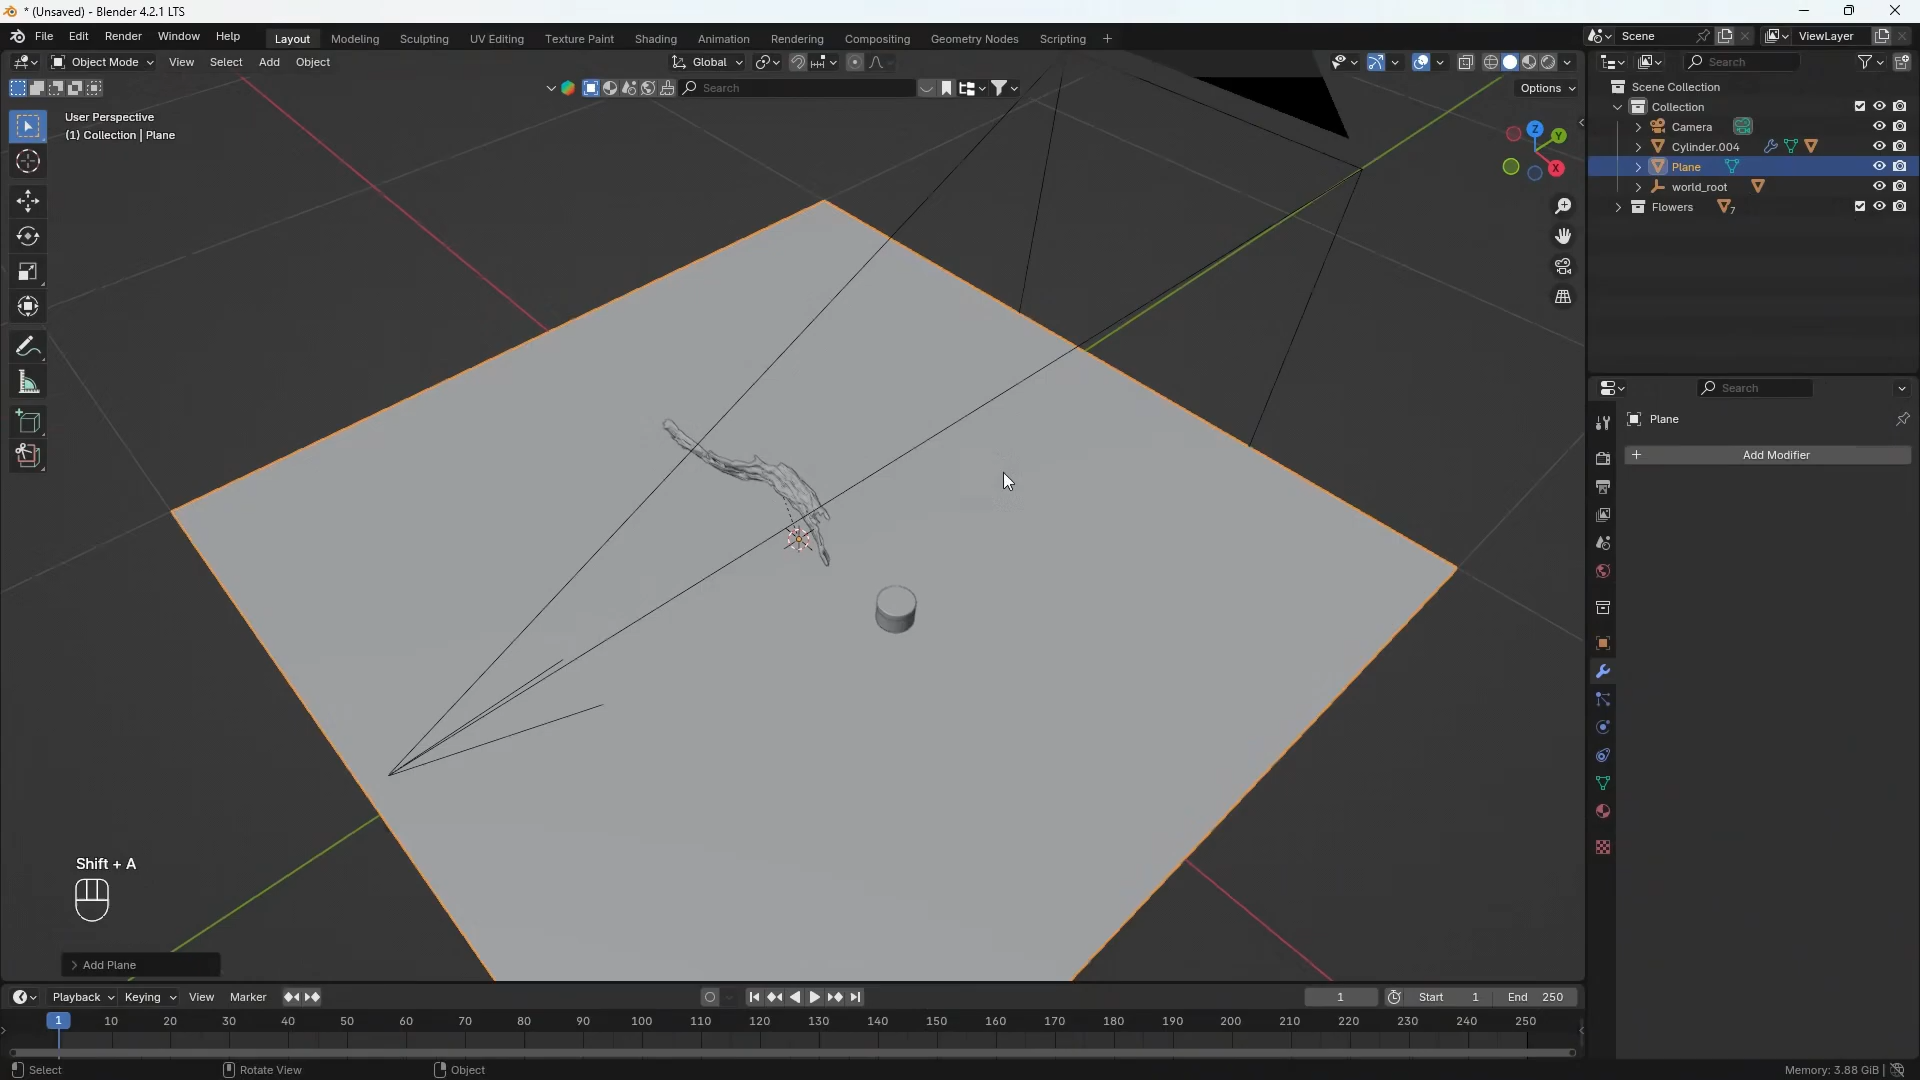 * (Unsaved) - Blender 4.2.1 LTS
File Edit Render Window Help Layout Modeling Sculpting UV Editing Texture Paint Shading Animation Rendering Compositing Geometry Nodes Scripting + Scene ViewLayer
Object Mode View Select Add Object Global Search
Search Options
User Perspective
(1) Collection | Plane
Z
Y
X
Scene Collection
Collection
Camera
Cylinder.004
Plane
world_root
Flowers 7
Search
Plane
+ Add Modifier
Shift + A
> Add Plane
Playback Keying View Marker 1 Start 1 End 250
1 10 20 30 40 50 60 70 80 90 100 110 120 130 140 150 160 170 180 190 200 210 220 230 240 250
Select Rotate View Object Memory: 3.88 GiB